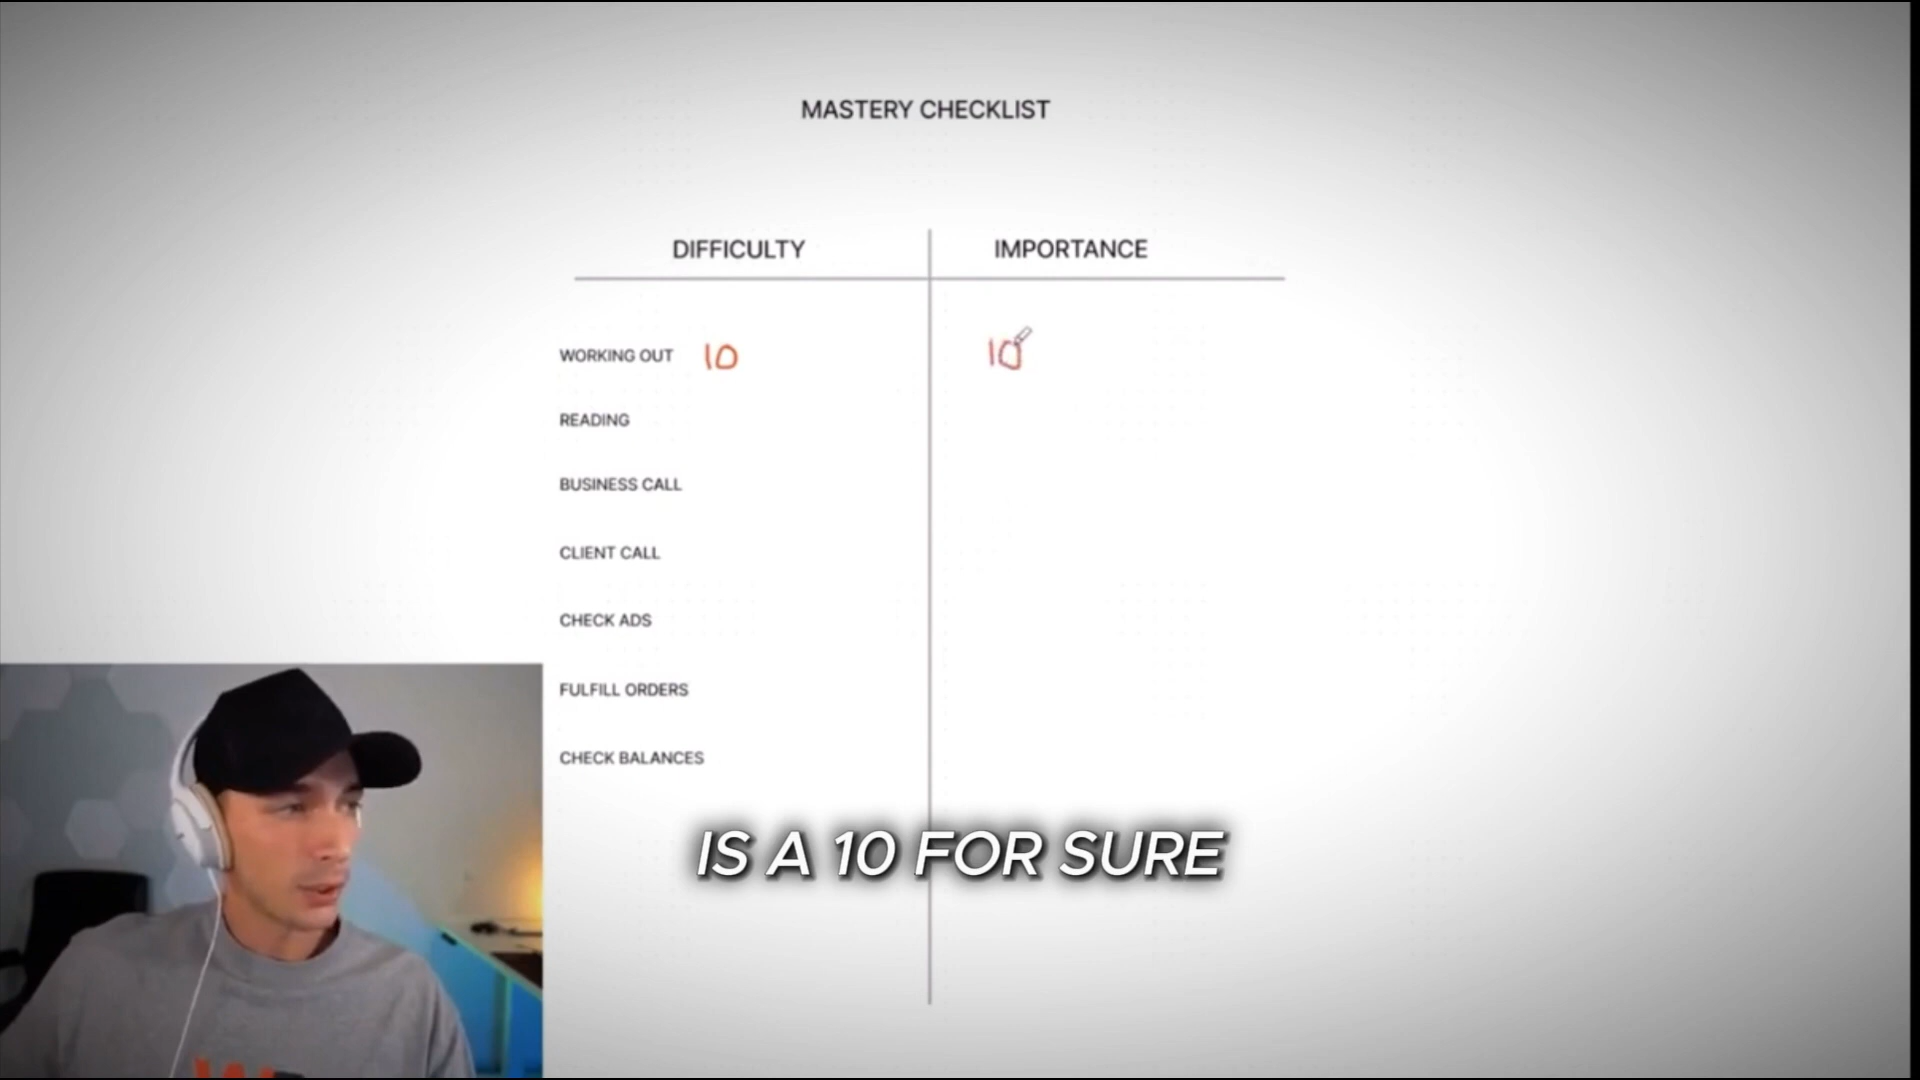 MASTERY CHECKLIST
DIFFICULTY IMPORTANCE
WORKING OUT 10 10
READING
BUSINESS CALL
CLIENT CALL
CHECK ADS
FULFILL ORDERS
CHECK BALANCES
IS A 10 FOR SURE